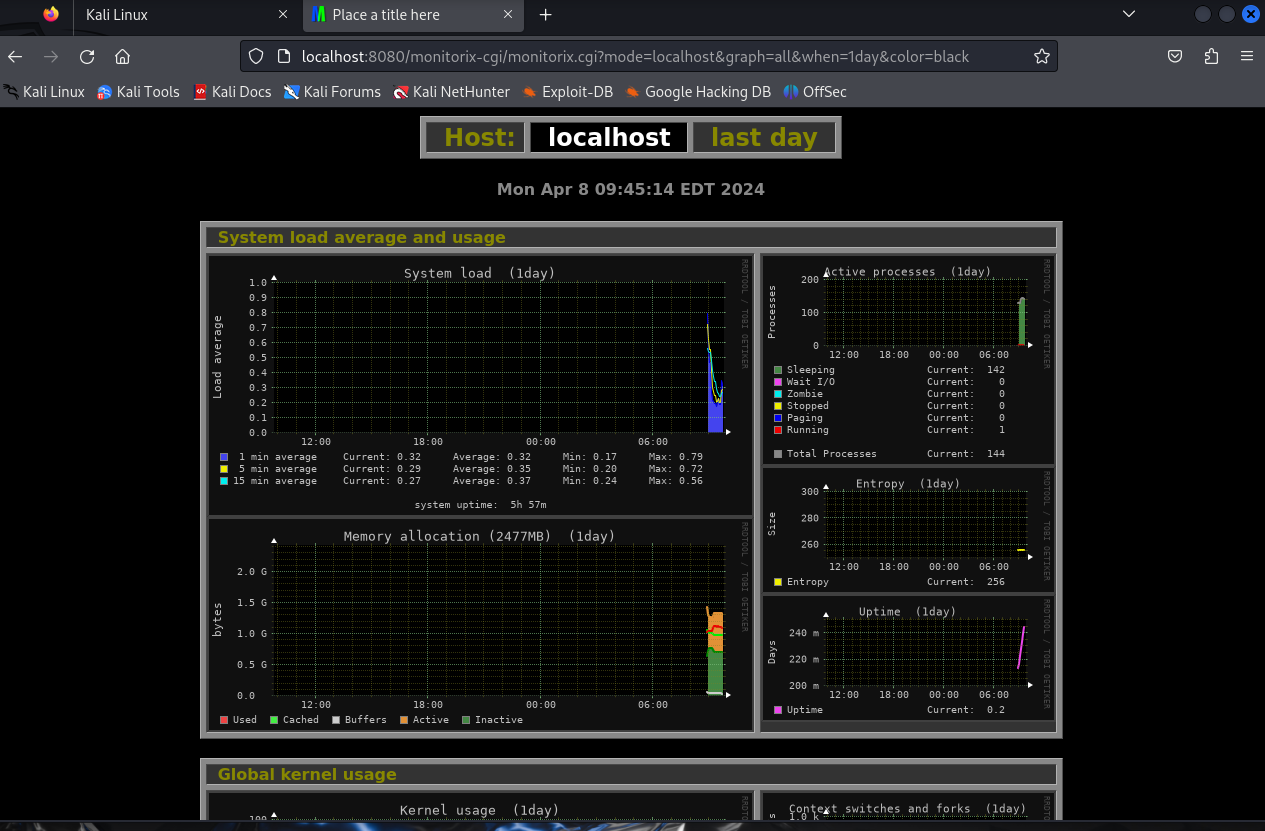 Kali Linux
Place a title here
localhost:8080/monitorix-cgi/monitorix.cgi?mode=localhost&graph=all&when=1day&color=black
Kali Linux Kali Tools Kali Docs Kali Forums Kali NetHunter Exploit-DB Google Hacking DB OffSec
Host: localhost last day
Mon Apr 8 09:45:14 EDT 2024
System load average and usage
System load (1day)
RRDTOOL / TOBI OETIKER
Load average
1.0
0.9
0.8
0.7
0.6
0.5
0.4
0.3
0.2
0.1
0.0
12:00 18:00 00:00 06:00
1 min average Current: 0.32 Average: 0.32 Min: 0.17 Max: 0.79
5 min average Current: 0.29 Average: 0.35 Min: 0.20 Max: 0.72
15 min average Current: 0.27 Average: 0.37 Min: 0.24 Max: 0.56
system uptime: 5h 57m
Memory allocation (2477MB) (1day)
RRDTOOL / TOBI OETIKER
bytes
2.0 G
1.5 G
1.0 G
0.5 G
0.0
12:00 18:00 00:00 06:00
Used Cached Buffers Active Inactive
Active processes (1day)
RRDTOOL / TOBI OETIKER
Processes
200
100
0
12:00 18:00 00:00 06:00
Sleeping Current: 142
Wait I/O Current: 0
Zombie Current: 0
Stopped Current: 0
Paging Current: 0
Running Current: 1
Total Processes Current: 144
Entropy (1day)
RRDTOOL / TOBI OETIKER
Size
300
280
260
12:00 18:00 00:00 06:00
Entropy Current: 256
Uptime (1day)
RRDTOOL / TOBI OETIKER
Days
240 m
220 m
200 m
12:00 18:00 00:00 06:00
Uptime Current: 0.2
Global kernel usage
Kernel usage (1day)
100
Context switches and forks (1day)
1.0 k